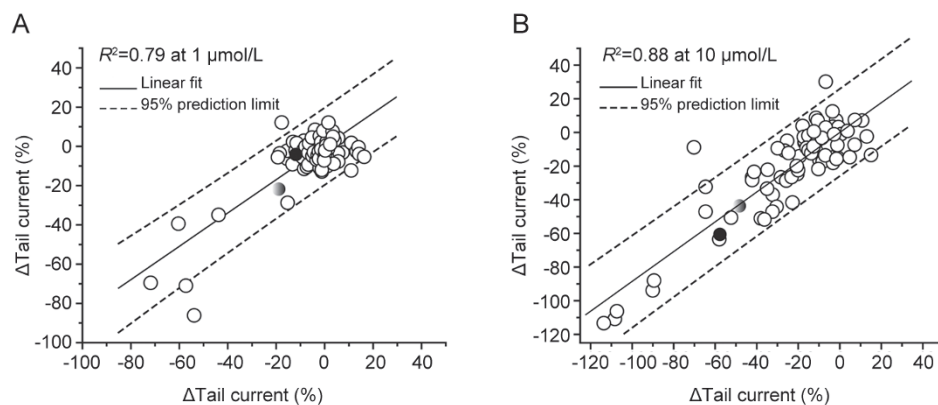 A
R²=0.79 at 1 μmol/L
Linear fit
95% prediction limit
40
20
0
-20
-40
-60
-80
-100
-100 -80 -60 -40 -20 0 20 40
ΔTail current (%)
ΔTail current (%)
B
R²=0.88 at 10 μmol/L
Linear fit
95% prediction limit
40
20
0
-20
-40
-60
-80
-100
-120
-120 -100 -80 -60 -40 -20 0 20 40
ΔTail current (%)
ΔTail current (%)